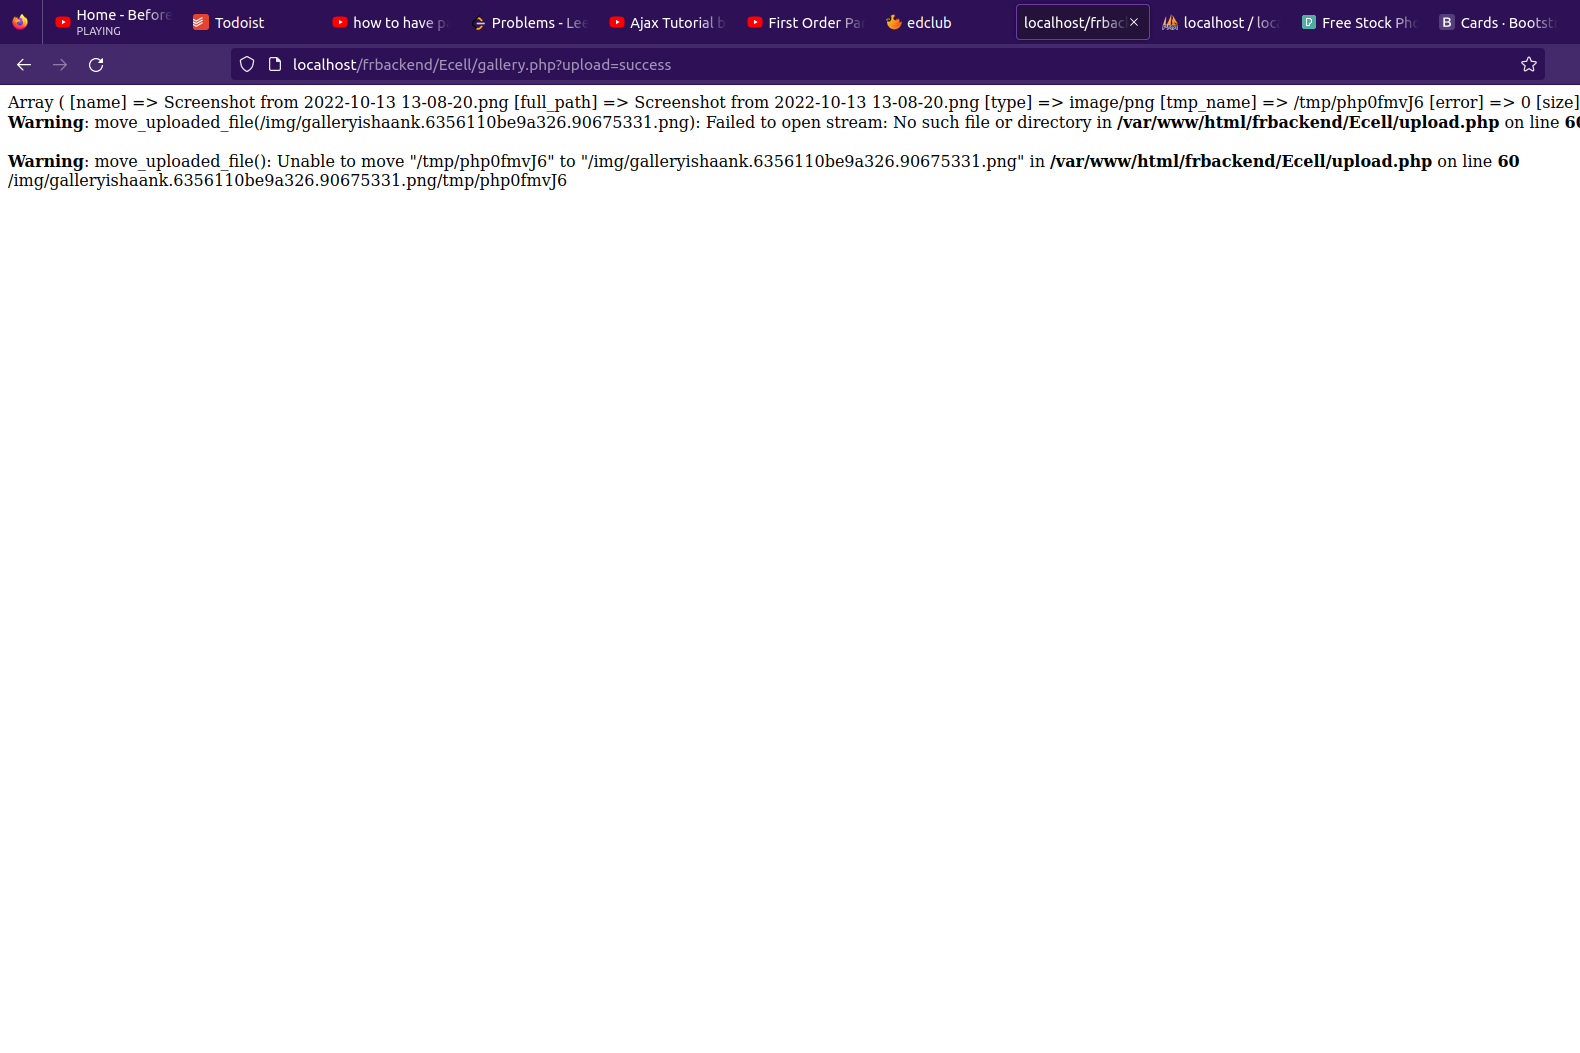 Home - Before
PLAYING
Todoist
how to have p
Problems - Lee
Ajax Tutorial b
First Order Pa
edclub
localhost/frbac
localhost / loca
Free Stock Pho
Cards · Bootst
localhost/frbackend/Ecell/gallery.php?upload=success
Array ( [name] => Screenshot from 2022-10-13 13-08-20.png [full_path] => Screenshot from 2022-10-13 13-08-20.png [type] => image/png [tmp_name] => /tmp/php0fmvJ6 [error] => 0 [size]
Warning: move_uploaded_file(/img/galleryishaank.6356110be9a326.90675331.png): Failed to open stream: No such file or directory in /var/www/html/frbackend/Ecell/upload.php on line 60
Warning: move_uploaded_file(): Unable to move "/tmp/php0fmvJ6" to "/img/galleryishaank.6356110be9a326.90675331.png" in /var/www/html/frbackend/Ecell/upload.php on line 60
/img/galleryishaank.6356110be9a326.90675331.png/tmp/php0fmvJ6